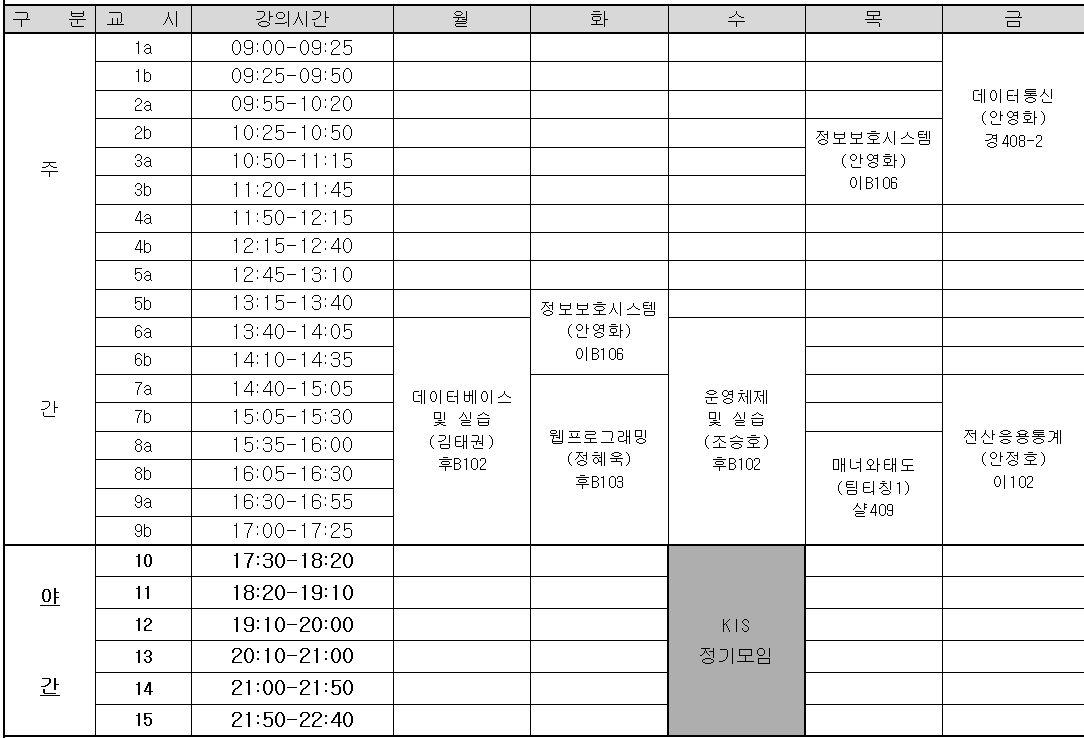 구 분 교 시 강의시간 월 화 수 목 금
주
간
1a 09:00-09:25
1b 09:25-09:50
2a 09:55-10:20
2b 10:25-10:50
3a 10:50-11:15
3b 11:20-11:45
4a 11:50-12:15
4b 12:15-12:40
5a 12:45-13:10
5b 13:15-13:40
6a 13:40-14:05
6b 14:10-14:35
7a 14:40-15:05
7b 15:05-15:30
8a 15:35-16:00
8b 16:05-16:30
9a 16:30-16:55
9b 17:00-17:25
데이터베이스
및 실습
(김태권)
후B102
정보보호시스템
(안영화)
이B106
웹프로그래밍
(정혜욱)
후B103
운영체제
및 실습
(조승호)
후B102
정보보호시스템
(안영화)
이B106
매너와태도
(팀티칭1)
샬409
데이터통신
(안영화)
경408-2
전산응용통계
(안정호)
이102
야
간
10 17:30-18:20
11 18:20-19:10
12 19:10-20:00
13 20:10-21:00
14 21:00-21:50
15 21:50-22:40
KIS
정기모임